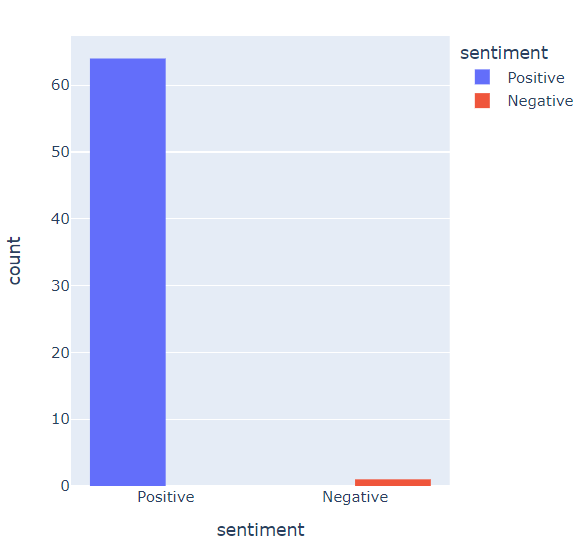 sentiment
Positive
Negative
count
60
50
40
30
20
10
0
Positive
Negative
sentiment